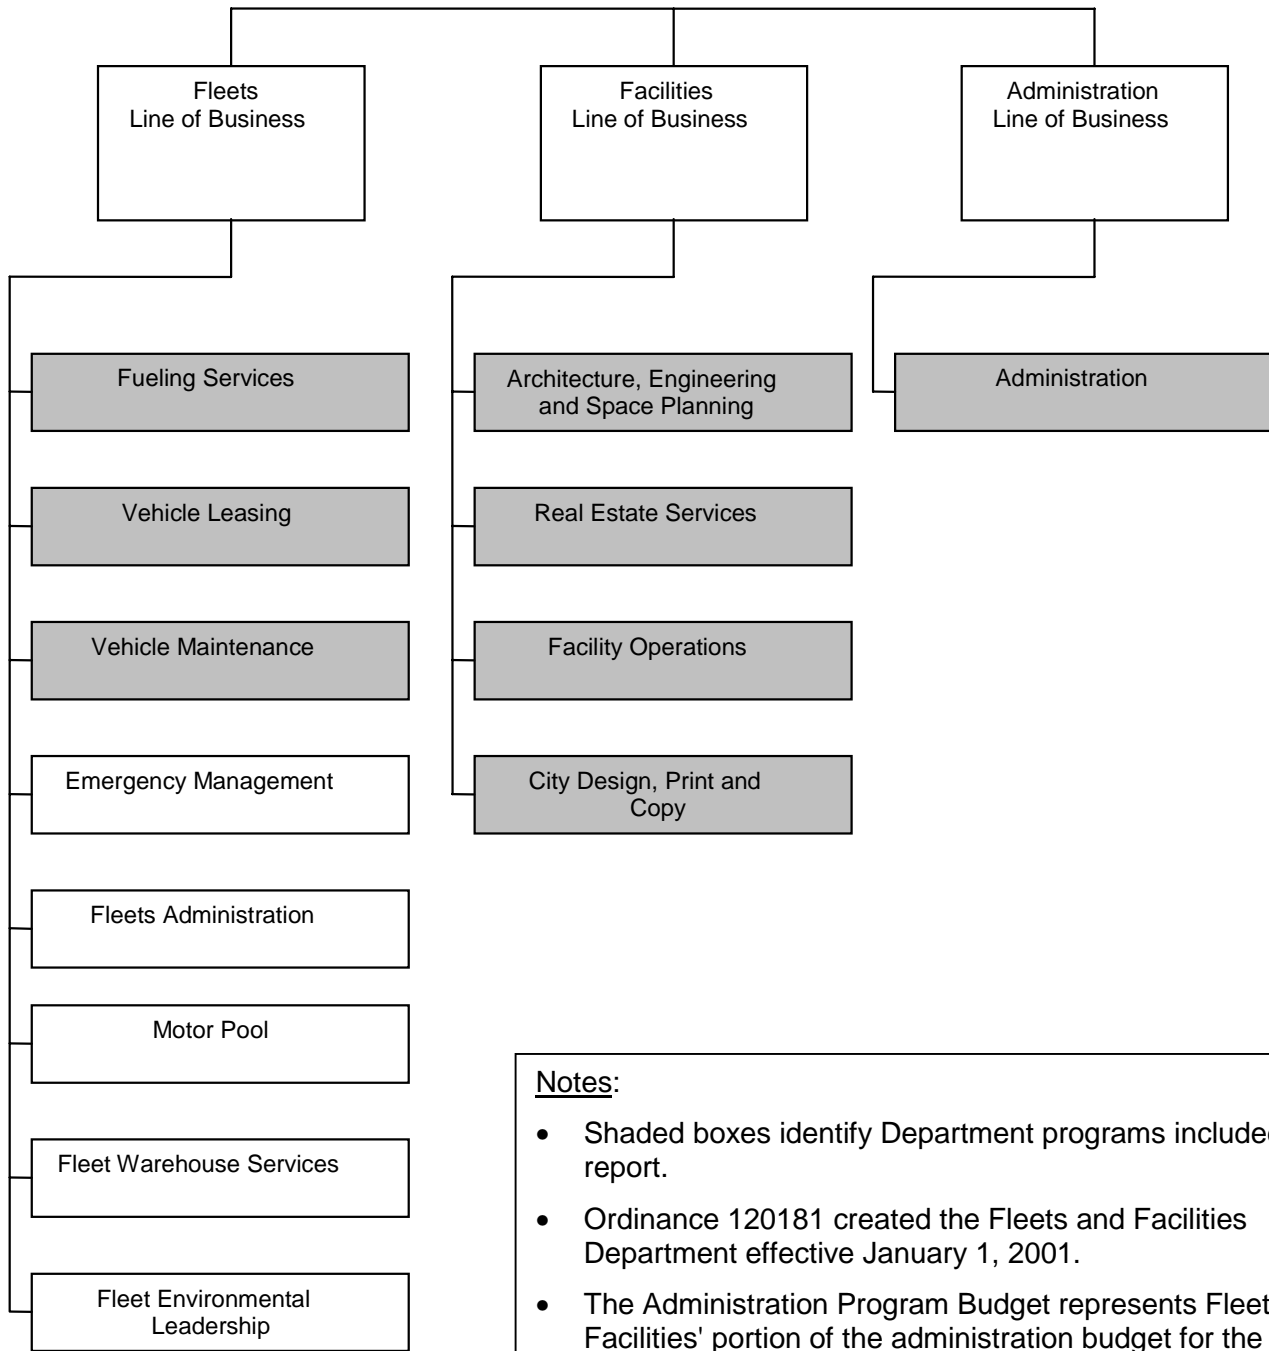 Fleets
Line of Business
Facilities
Line of Business
Administration
Line of Business
Fueling Services
Vehicle Leasing
Vehicle Maintenance
Emergency Management
Fleets Administration
Motor Pool
Fleet Warehouse Services
Fleet Environmental
Leadership
Architecture, Engineering
and Space Planning
Real Estate Services
Facility Operations
City Design, Print and
Copy
Administration
Notes:
• Shaded boxes identify Department programs
report.
• Ordinance 120181 created the Fleets and Facilities
Department effective January 1, 2001.
• The Administration Program Budget represents
Facilities' portion of the administration budget for the